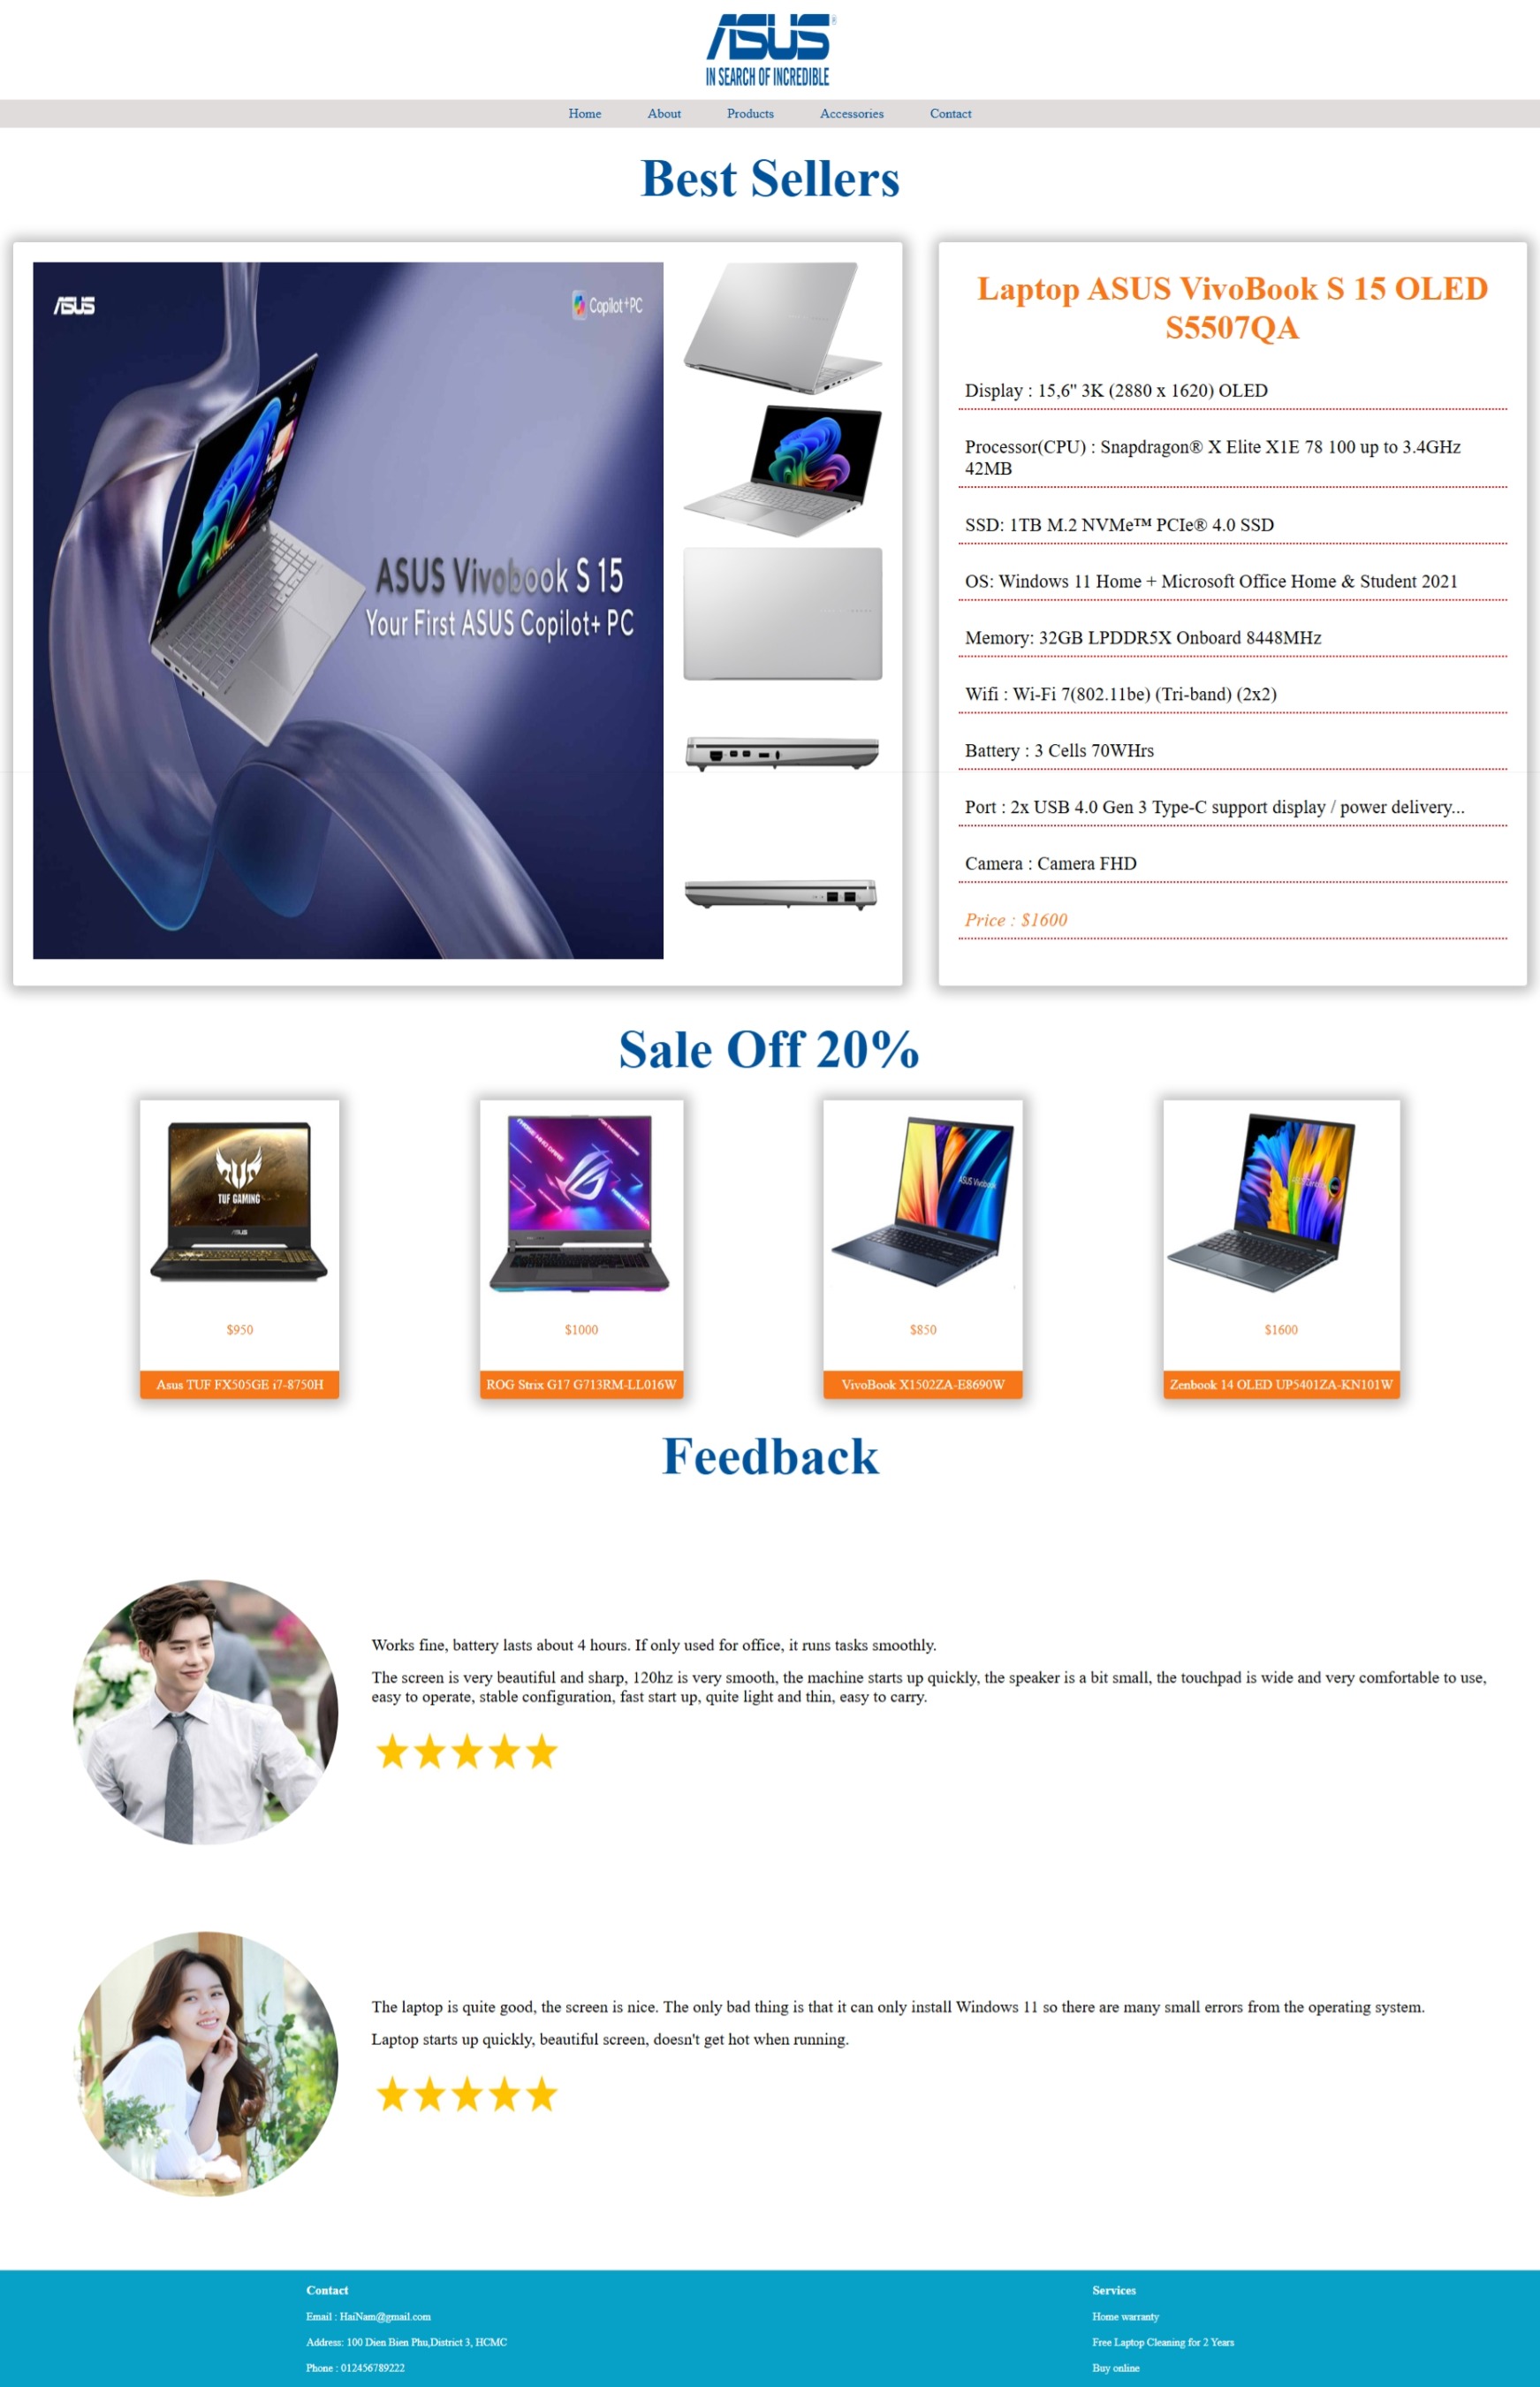 ASUS
IN SEARCH OF INCREDIBLE
Home About Products Accessories Contact
Best Sellers
ASUS
Copilot+PC
ASUS Vivobook S 15
Your First ASUS Copilot+ PC
Laptop ASUS VivoBook S 15 OLED
S5507QA
Display : 15,6" 3K (2880 x 1620) OLED
Processor(CPU) : Snapdragon® X Elite X1E 78 100 up to 3.4GHz
42MB
SSD: 1TB M.2 NVMe™ PCIe® 4.0 SSD
OS: Windows 11 Home + Microsoft Office Home & Student 2021
Memory: 32GB LPDDR5X Onboard 8448MHz
Wifi : Wi-Fi 7(802.11be) (Tri-band) (2x2)
Battery : 3 Cells 70WHrs
Port : 2x USB 4.0 Gen 3 Type-C support display / power delivery...
Camera : Camera FHD
Price : $1600
Sale Off 20%
TUF GAMING
ASUS
$950
Asus TUF FX505GE i7-8750H
$1000
ROG Strix G17 G713RM-LL016W
ASUS Vivobook
$850
VivoBook X1502ZA-E8690W
$1600
Zenbook 14 OLED UP5401ZA-KN101W
Feedback
Works fine, battery lasts about 4 hours. If only used for office, it runs tasks smoothly.
The screen is very beautiful and sharp, 120hz is very smooth, the machine starts up quickly, the speaker is a bit small, the touchpad is wide and very comfortable to use,
easy to operate, stable configuration, fast start up, quite light and thin, easy to carry.
The laptop is quite good, the screen is nice. The only bad thing is that it can only install Windows 11 so there are many small errors from the operating system.
Laptop starts up quickly, beautiful screen, doesn't get hot when running.
Contact
Email : HaiNam@gmail.com
Address: 100 Dien Bien Phu,District 3, HCMC
Phone : 012456789222
Services
Home warranty
Free Laptop Cleaning for 2 Years
Buy online